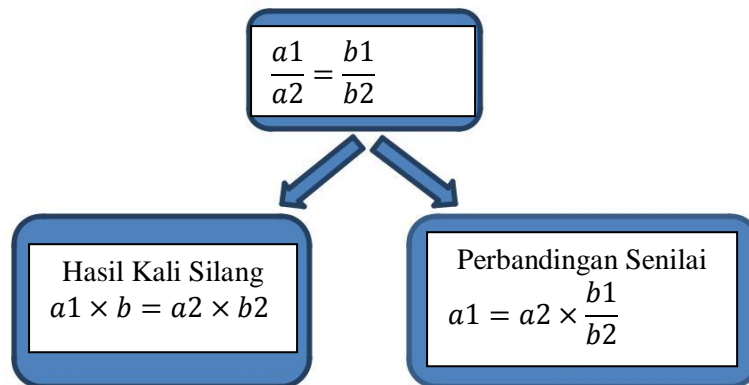 a1/a2 = b1/b2
Hasil Kali Silang
a1 × b = a2 × b2
Perbandingan Senilai
a1 = a2 × b1/b2